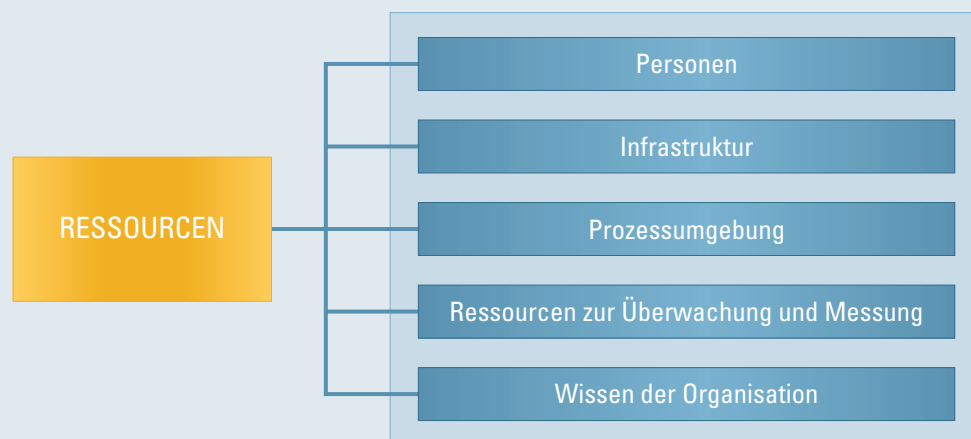 RESSOURCEN
Personen
Infrastruktur
Prozessumgebung
Ressourcen zur Überwachung und Messung
Wissen der Organisation